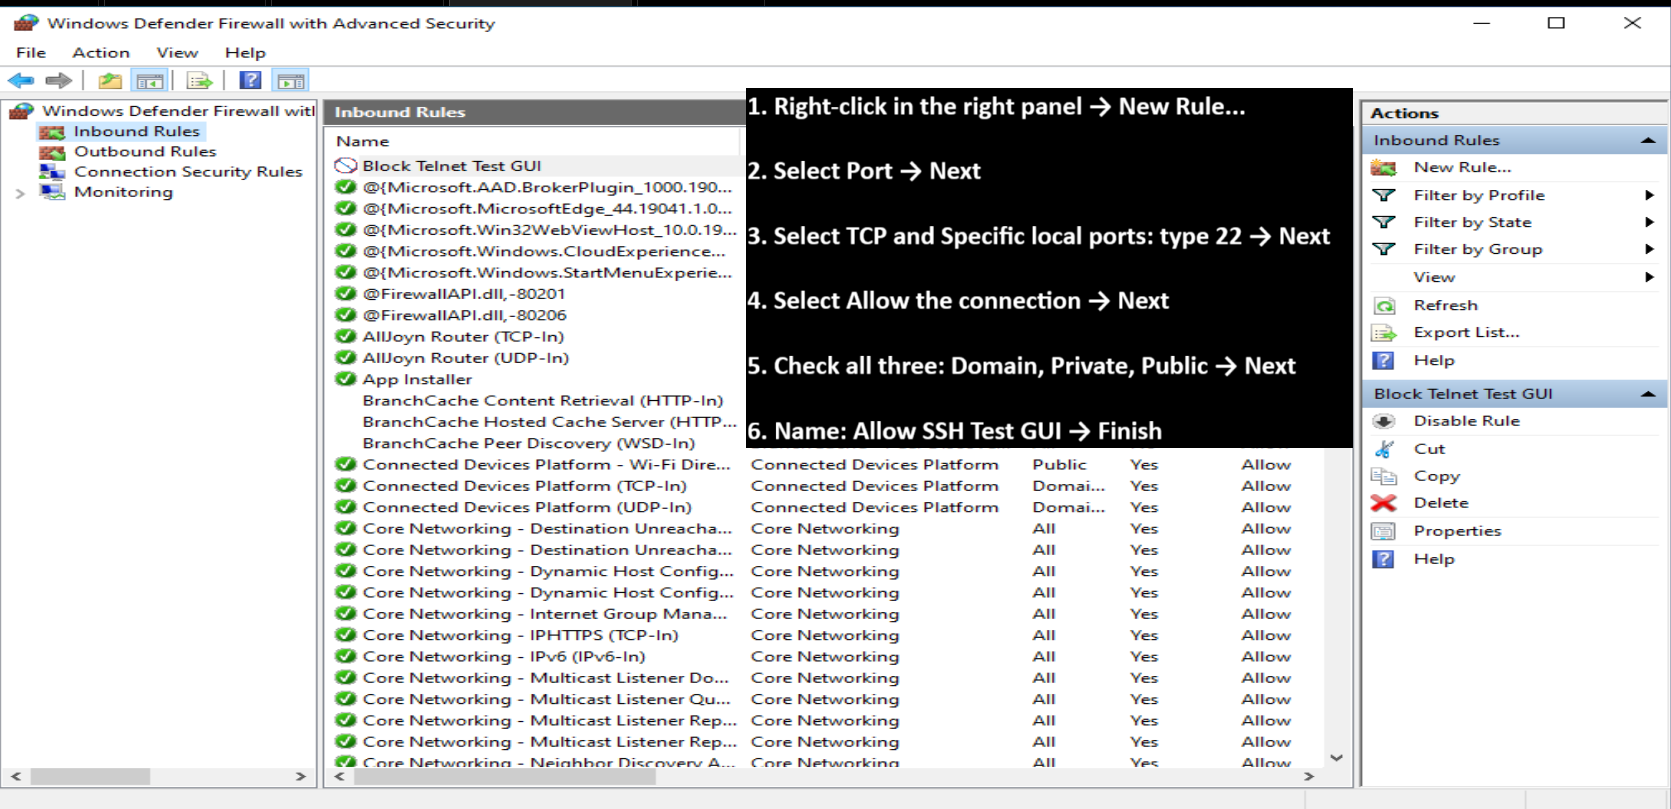 Windows Defender Firewall with Advanced Security
File Action View Help
Windows Defender Firewall witl
Inbound Rules
Outbound Rules
Connection Security Rules
Monitoring
Inbound Rules
Name
Block Telnet Test GUI
@{Microsoft.AAD.BrokerPlugin_1000.190...
@{Microsoft.MicrosoftEdge_44.19041.1.0...
@{Microsoft.Win32WebViewHost_10.0.19...
@{Microsoft.Windows.CloudExperience...
@{Microsoft.Windows.StartMenuExperie...
@FirewallAPI.dll,-80201
@FirewallAPI.dll,-80206
AllJoyn Router (TCP-In)
AllJoyn Router (UDP-In)
App Installer
BranchCache Content Retrieval (HTTP-In)
BranchCache Hosted Cache Server (HTTP...
BranchCache Peer Discovery (WSD-In)
Connected Devices Platform - Wi-Fi Dire... Connected Devices Platform Public Yes Allow
Connected Devices Platform (TCP-In) Connected Devices Platform Domai... Yes Allow
Connected Devices Platform (UDP-In) Connected Devices Platform Domai... Yes Allow
Core Networking - Destination Unreacha... Core Networking All Yes Allow
Core Networking - Destination Unreacha... Core Networking All Yes Allow
Core Networking - Dynamic Host Config... Core Networking All Yes Allow
Core Networking - Dynamic Host Config... Core Networking All Yes Allow
Core Networking - Internet Group Mana... Core Networking All Yes Allow
Core Networking - IPHTTPS (TCP-In) Core Networking All Yes Allow
Core Networking - IPv6 (IPv6-In) Core Networking All Yes Allow
Core Networking - Multicast Listener Do... Core Networking All Yes Allow
Core Networking - Multicast Listener Qu... Core Networking All Yes Allow
Core Networking - Multicast Listener Rep... Core Networking All Yes Allow
Core Networking - Multicast Listener Rep... Core Networking All Yes Allow
Core Networking - Neighbor Discovery A... Core Networking All Yes Allow
1. Right-click in the right panel → New Rule...
2. Select Port → Next
3. Select TCP and Specific local ports: type 22 → Next
4. Select Allow the connection → Next
5. Check all three: Domain, Private, Public → Next
6. Name: Allow SSH Test GUI → Finish
Actions
Inbound Rules
New Rule...
Filter by Profile
Filter by State
Filter by Group
View
Refresh
Export List...
Help
Block Telnet Test GUI
Disable Rule
Cut
Copy
Delete
Properties
Help